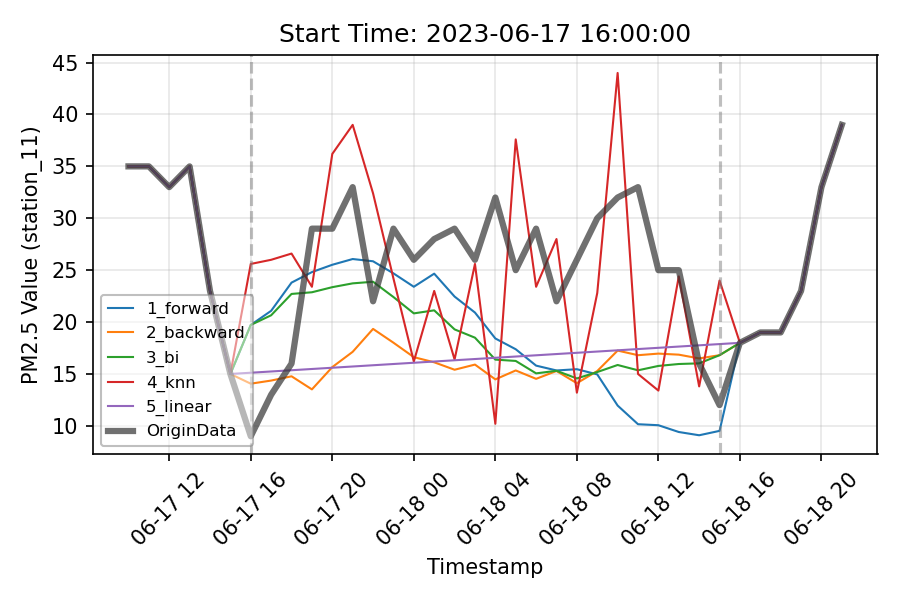 Start Time: 2023-06-17 16:00:00
PM2.5 Value (station_11)
45
40
35
30
25
20
15
10
1_forward
2_backward
3_bi
4_knn
5_linear
OriginData
06-17 12
06-17 16
06-17 20
06-18 00
06-18 04
06-18 08
06-18 12
06-18 16
06-18 20
Timestamp